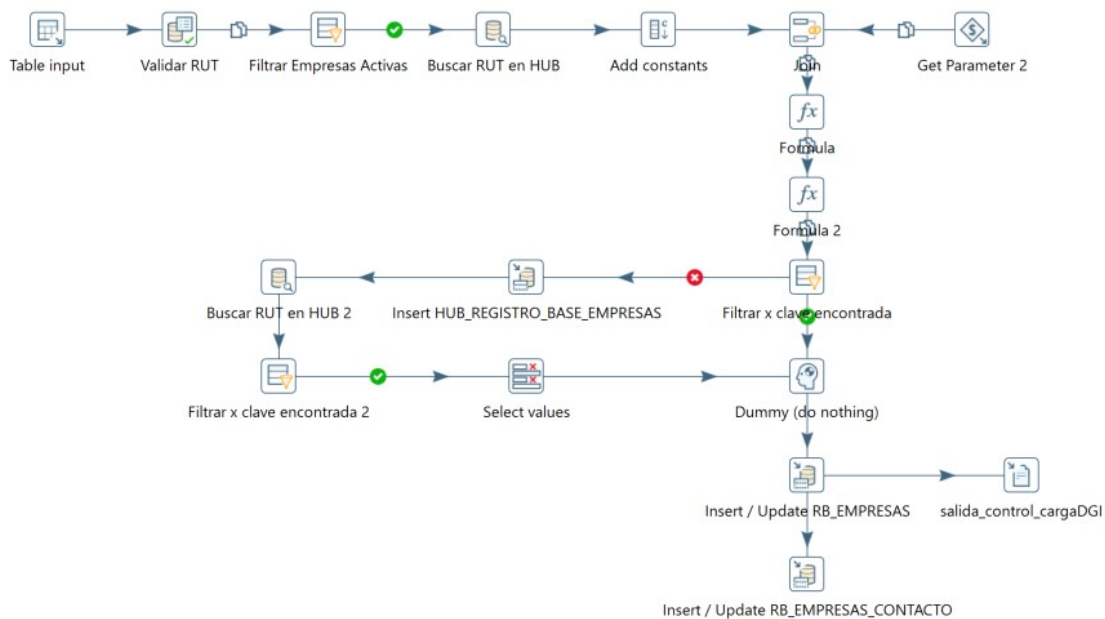 Table input
Validar RUT
Filtrar Empresas Activas
Buscar RUT en HUB
Add constants
Join
Get Parameter 2
fx
Formula
fx
Formula 2
Buscar RUT en HUB 2
Insert HUB_REGISTRO_BASE_EMPRESAS
Filtrar x clave encontrada
Filtrar x clave encontrada 2
Select values
Dummy (do nothing)
Insert / Update RB_EMPRESAS
salida_control_cargaDGI
Insert / Update RB_EMPRESAS_CONTACTO